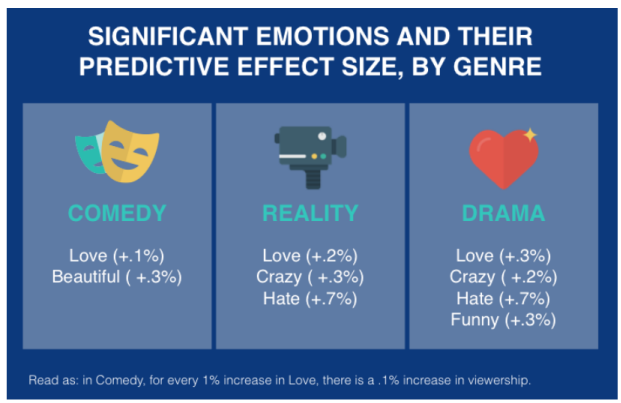 SIGNIFICANT EMOTIONS AND THEIR
PREDICTIVE EFFECT SIZE, BY GENRE
COMEDY
Love (+.1%)
Beautiful ( +.3%)
REALITY
Love (+.2%)
Crazy ( +.3%)
Hate (+.7%)
DRAMA
Love (+.3%)
Crazy ( +.2%)
Hate (+.7%)
Funny (+.3%)
Read as: in Comedy, for every 1% increase in Love, there is a .1% increase in viewership.